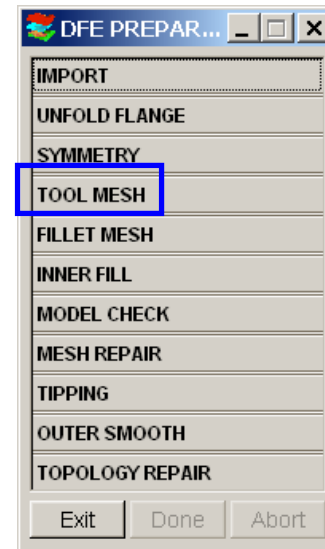 DFE PREPAR...
IMPORT
UNFOLD FLANGE
SYMMETRY
TOOL MESH
FILLET MESH
INNER FILL
MODEL CHECK
MESH REPAIR
TIPPING
OUTER SMOOTH
TOPOLOGY REPAIR
Exit Done Abort